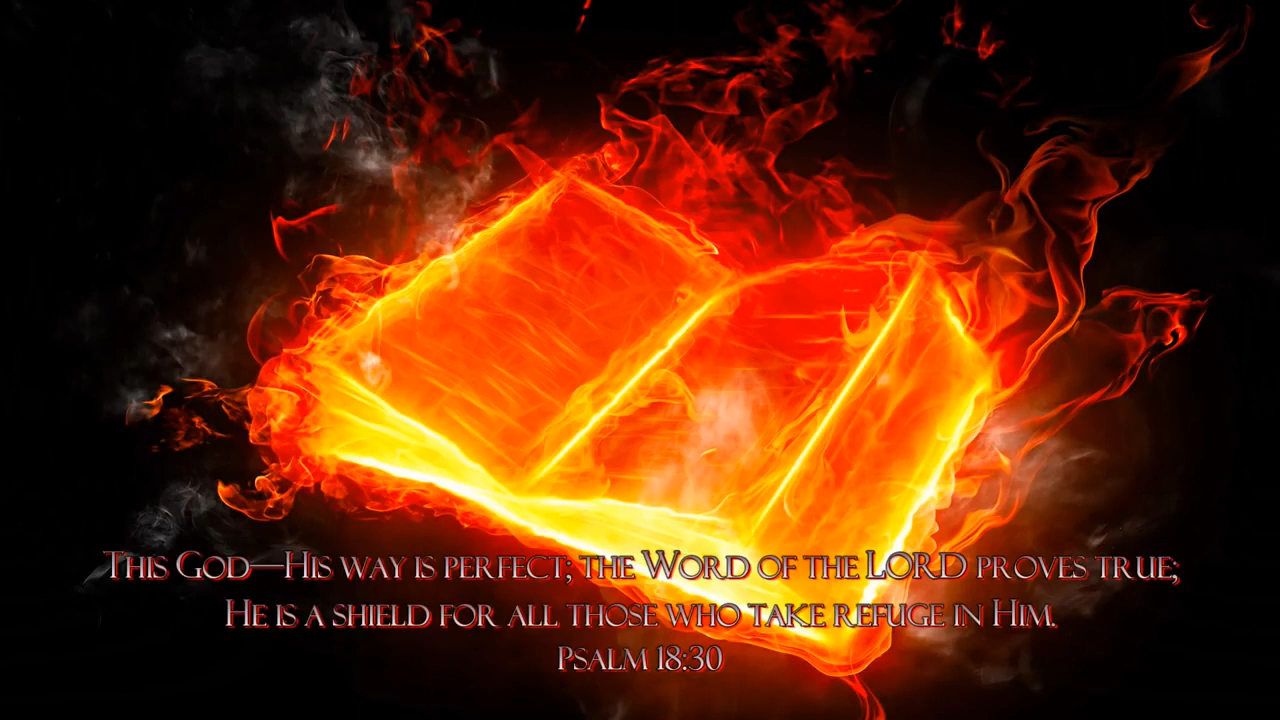 This God—His way is perfect; the Word of the LORD proves true;
He is a shield for all those who take refuge in Him.
Psalm 18:30